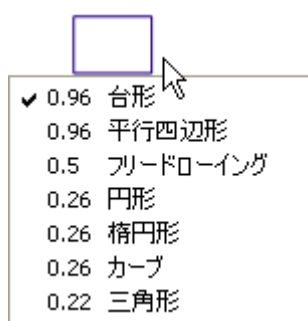 ✔ 0.96 台形
0.96 平行四辺形
0.5 フリードローイング
0.26 円形
0.26 楕円形
0.26 カーブ
0.22 三角形